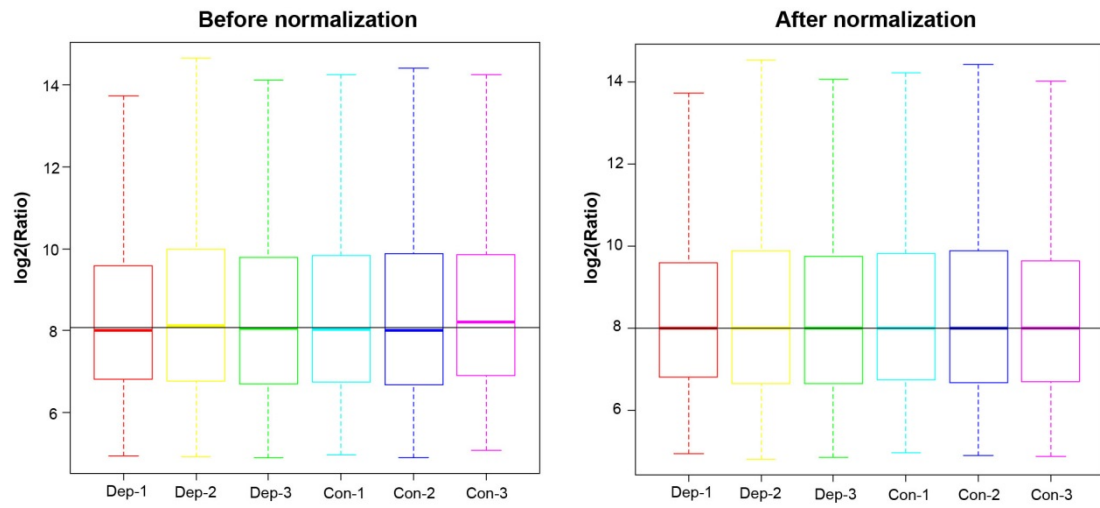 Before normalization
log2(Ratio)
14
12
10
8
6
Dep-1 Dep-2 Dep-3 Con-1 Con-2 Con-3
After normalization
log2(Ratio)
14
12
10
8
6
Dep-1 Dep-2 Dep-3 Con-1 Con-2 Con-3